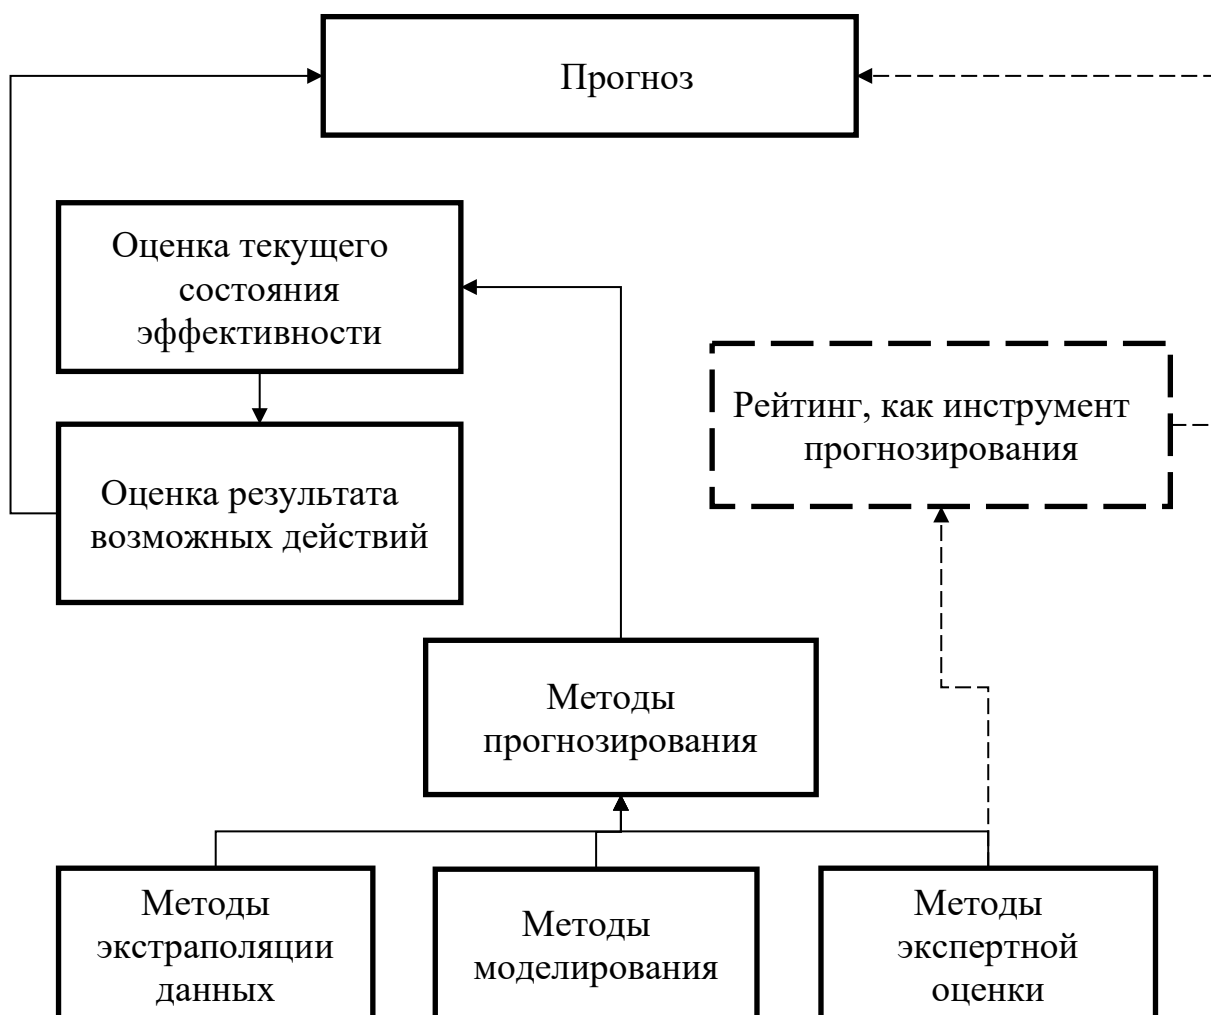 Прогноз
Оценка текущего
состояния
эффективности
Рейтинг, как инструмент
прогнозирования
Оценка результата
возможных действий
Методы
прогнозирования
Методы
экстраполяции
данных
Методы
моделирования
Методы
экспертной
оценки